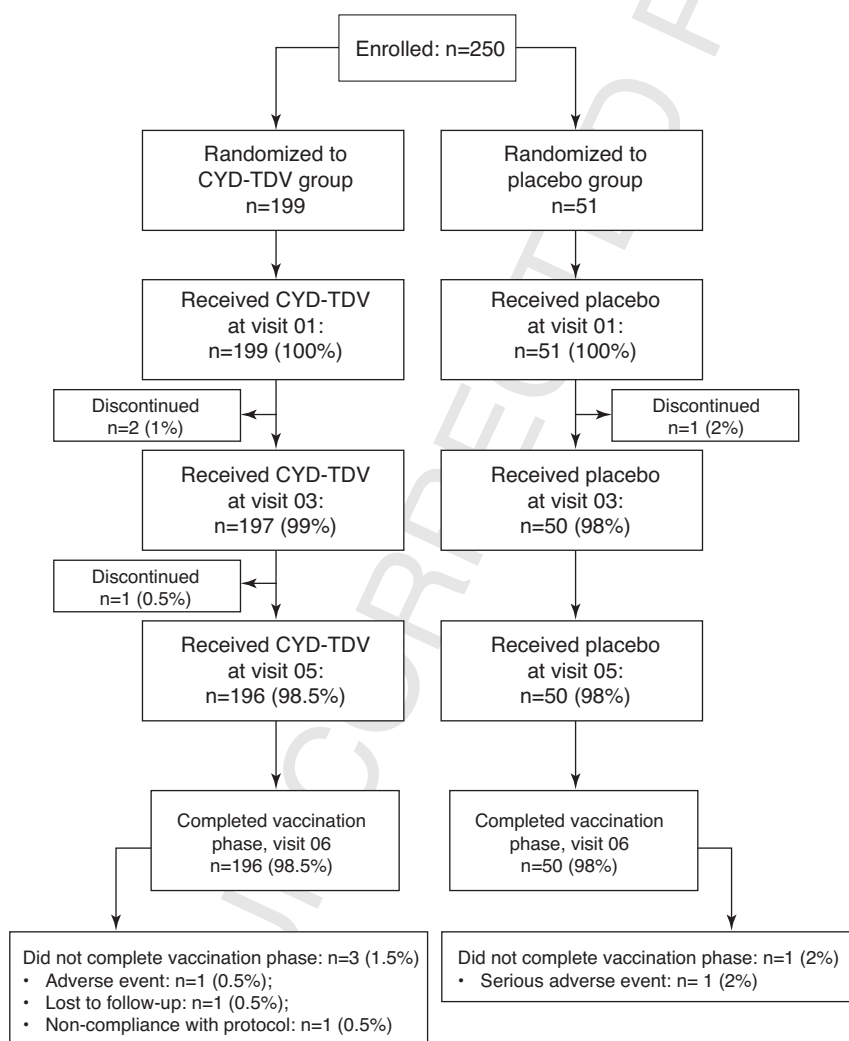 Enrolled: n=250
Randomized to
CYD-TDV group
n=199
Randomized to
placebo group
n=51
Received CYD-TDV
at visit 01:
n=199 (100%)
Received placebo
at visit 01:
n=51 (100%)
Discontinued
n=2 (1%)
Discontinued
n=1 (2%)
Received CYD-TDV
at visit 03:
n=197 (99%)
Received placebo
at visit 03:
n=50 (98%)
Discontinued
n=1 (0.5%)
Received CYD-TDV
at visit 05:
n=196 (98.5%)
Received placebo
at visit 05:
n=50 (98%)
Completed vaccination
phase, visit 06
n=196 (98.5%)
Completed vaccination
phase, visit 06
n=50 (98%)
Did not complete vaccination phase: n=3 (1.5%)
• Adverse event: n=1 (0.5%);
• Lost to follow-up: n=1 (0.5%);
• Non-compliance with protocol: n=1 (0.5%)
Did not complete vaccination phase: n=1 (2%)
• Serious adverse event: n= 1 (2%)